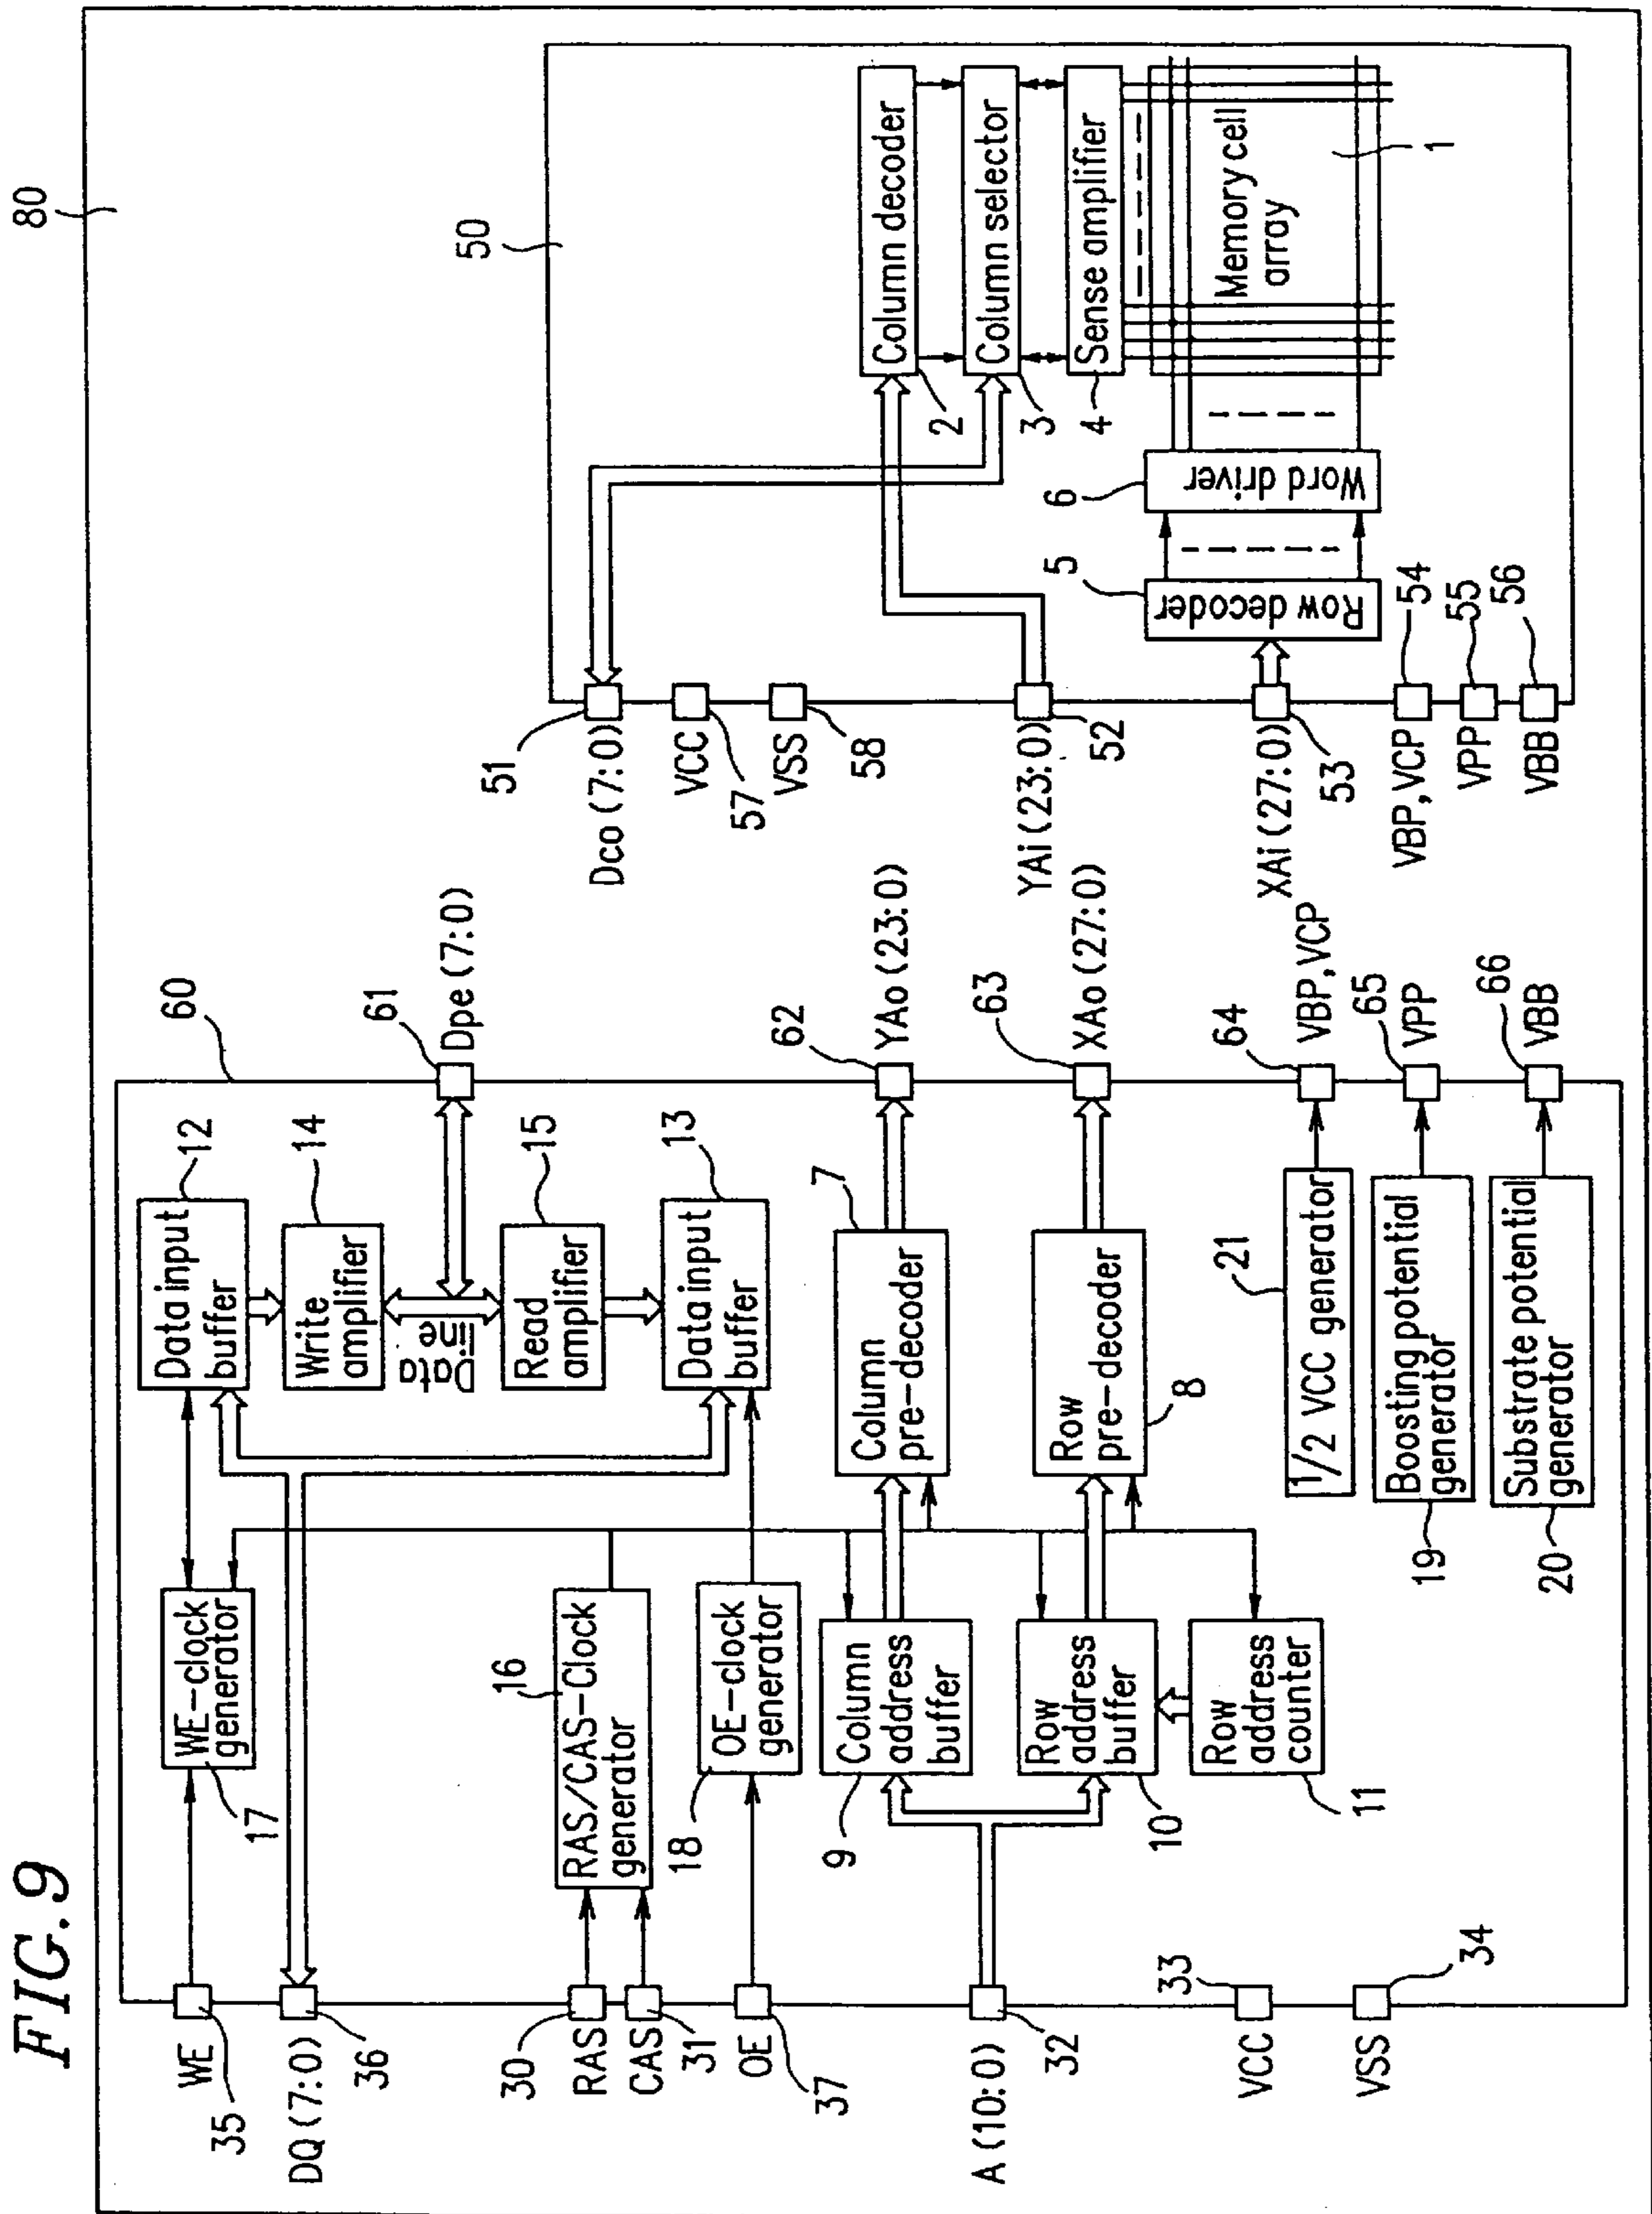 FIG. 9
80
60
WE
35
WE-clock
generator
17
Data input
buffer
12
DQ (7:0)
36
Write
amplifier
14
Data
line
61
Dpe (7:0)
Read
amplifier
15
Data input
buffer
13
30
RAS
CAS
31
16
RAS/CAS-Clock
generator
OE
37
18
OE-clock
generator
A (10:0)
32
9
Column
address
buffer
Column
pre-decoder
7
62
YAo (23:0)
10
Row
address
buffer
Row
pre-decoder
8
63
XAo (27:0)
11
Row
address
counter
33
VCC
34
VSS
1/2 VCC generator
21
64
VBP, VCP
19
Boosting potential
generator
65
VPP
20
Substrate potential
generator
66
VBB
50
51
Dco (7:0)
VCC
57
VSS
58
YAi (23:0)
52
XAi (27:0)
53
VBP, VCP
54
VPP
55
VBB
56
Column decoder
2
Column selector
3
Sense amplifier
4
Row decoder
5
Word driver
6
Memory cell
array
1